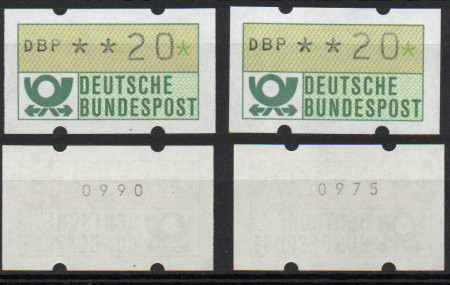 DBP **20*
DEUTSCHE
BUNDESPOST
DBP **20*
DEUTSCHE
BUNDESPOST
0990
0975